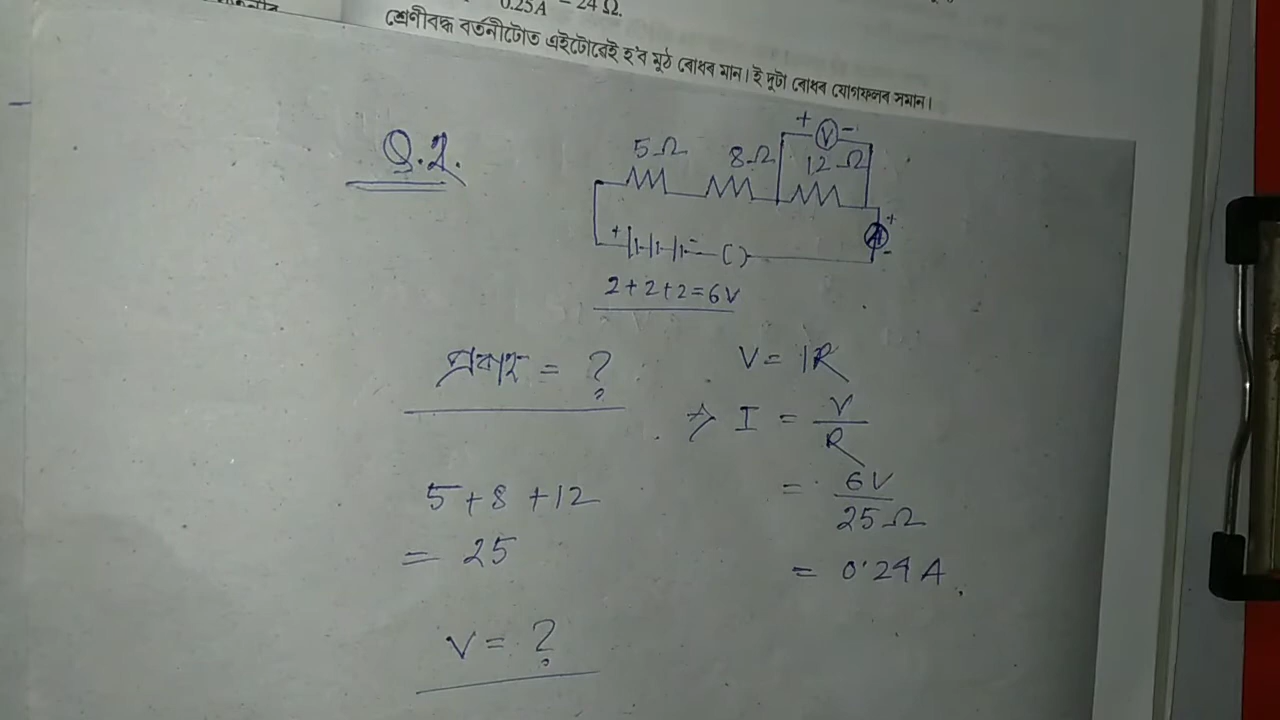 0.25A = 24 Ω.
শ্ৰেণীবদ্ধ বৰ্তনীটোত এইটোৱেই হ'ব মুঠ ৰোধৰ মান। ই দুটা ৰোধৰ যোগফলৰ সমান।
Q.2.
+ V -
5Ω 8Ω 12Ω
+ A -
+ - ( )
2+2+2=6V
প্ৰবাহ = ?
V = IR
⇒ I = V/R
5+8+12
= 6V/25Ω
= 25
= 0.24 A.
V = ?